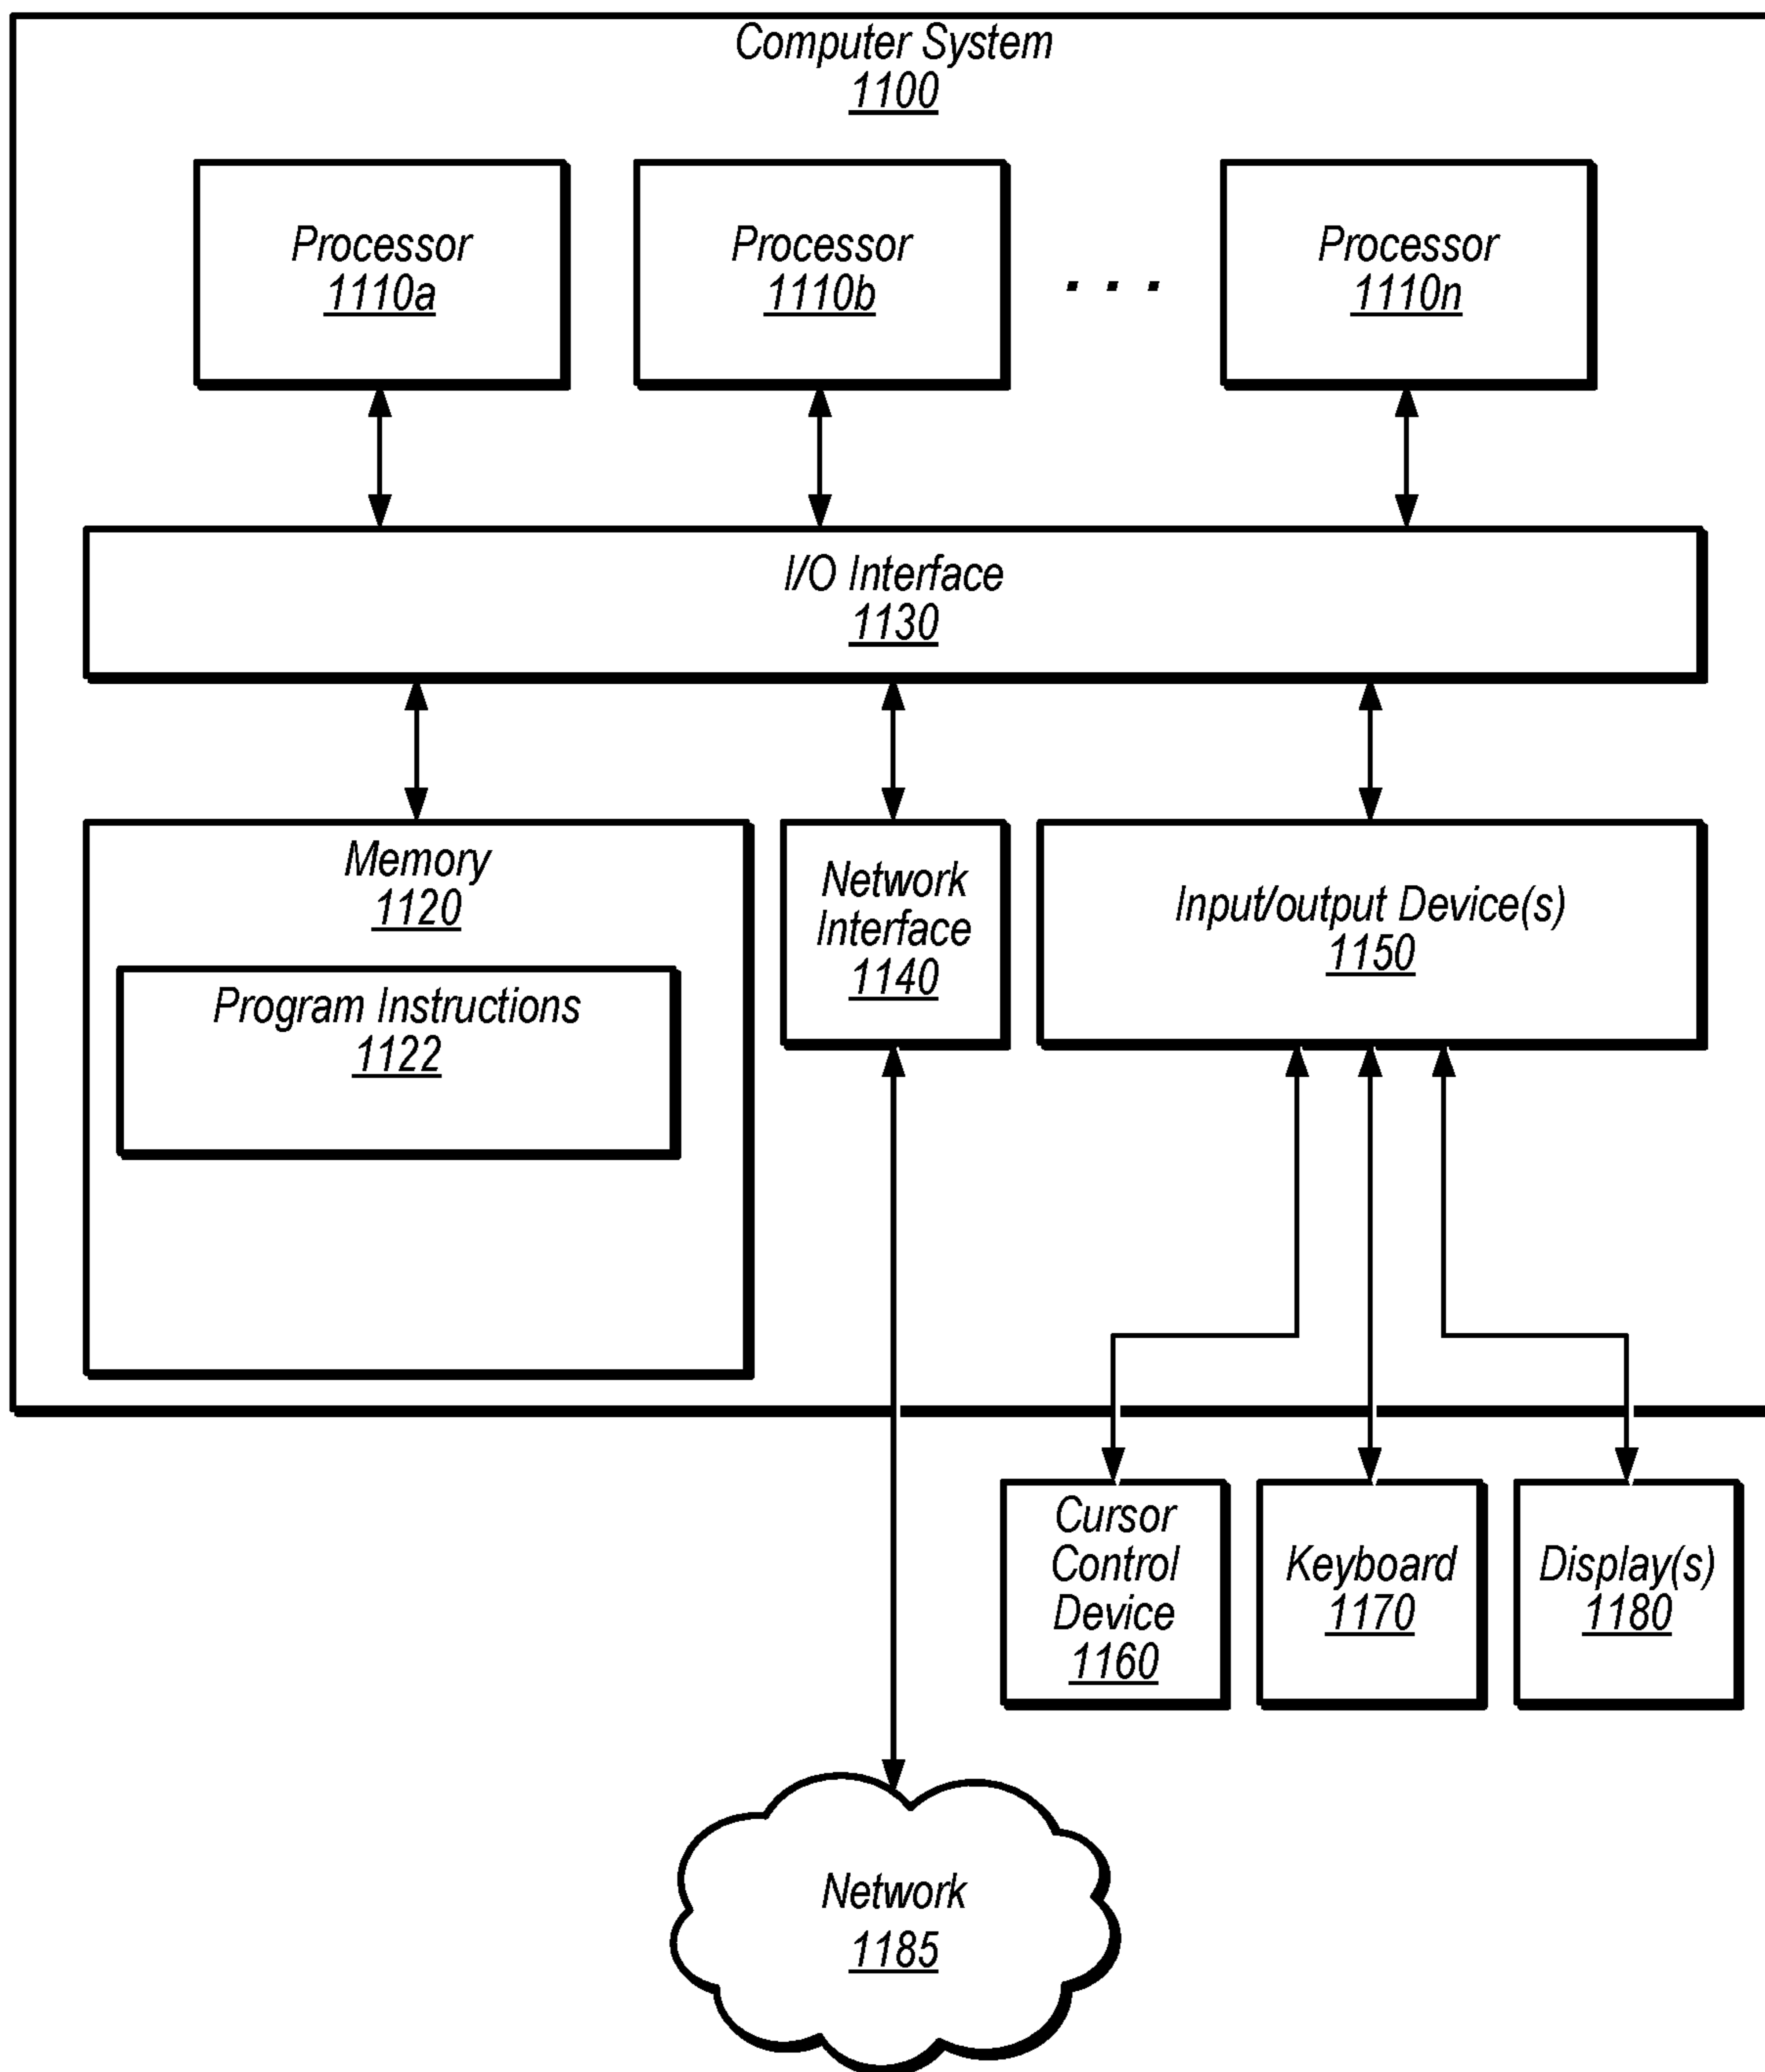 Computer System
1100
Processor
1110a
Processor
1110b
. . .
Processor
1110n
I/O Interface
1130
Memory
1120
Program Instructions
1122
Network
Interface
1140
Input/output Device(s)
1150
Cursor
Control
Device
1160
Keyboard
1170
Display(s)
1180
Network
1185